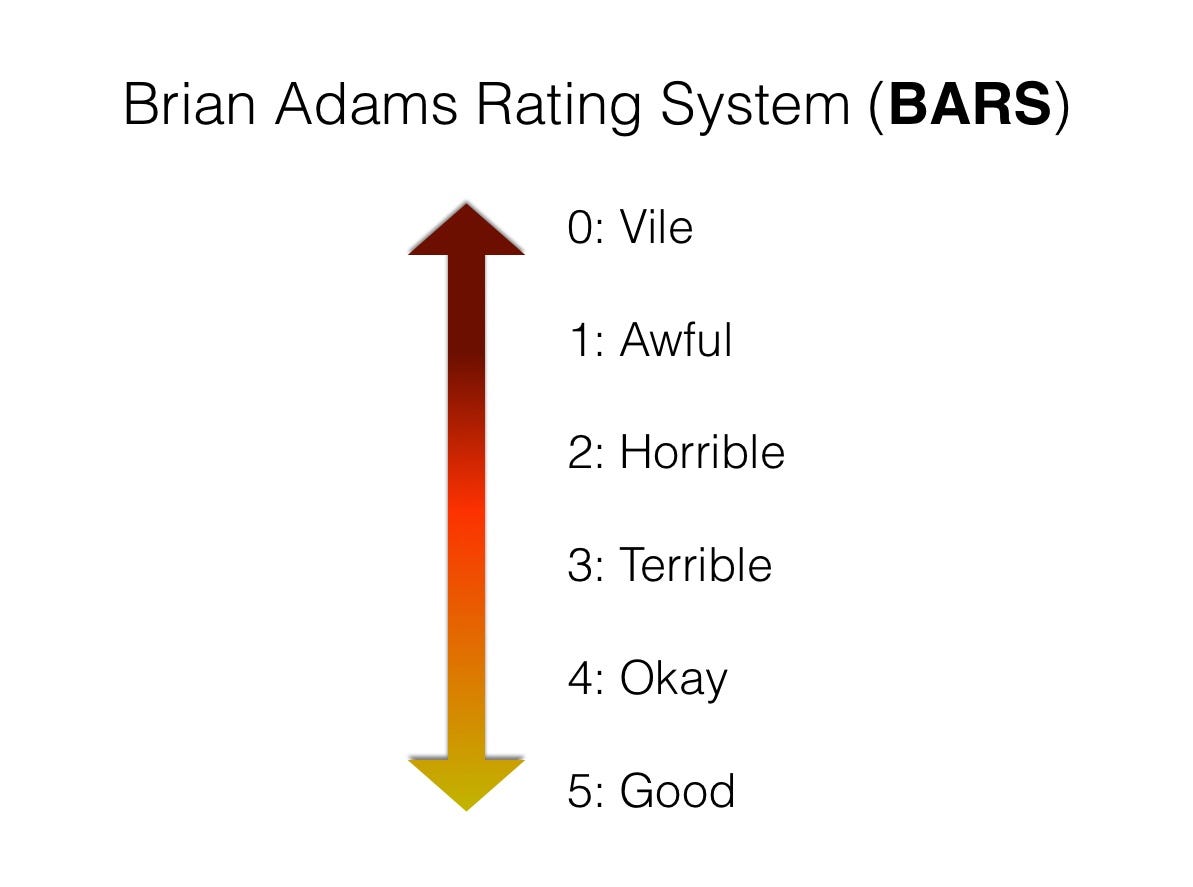 Brian Adams Rating System (BARS)
0: Vile
1: Awful
2: Horrible
3: Terrible
4: Okay
5: Good